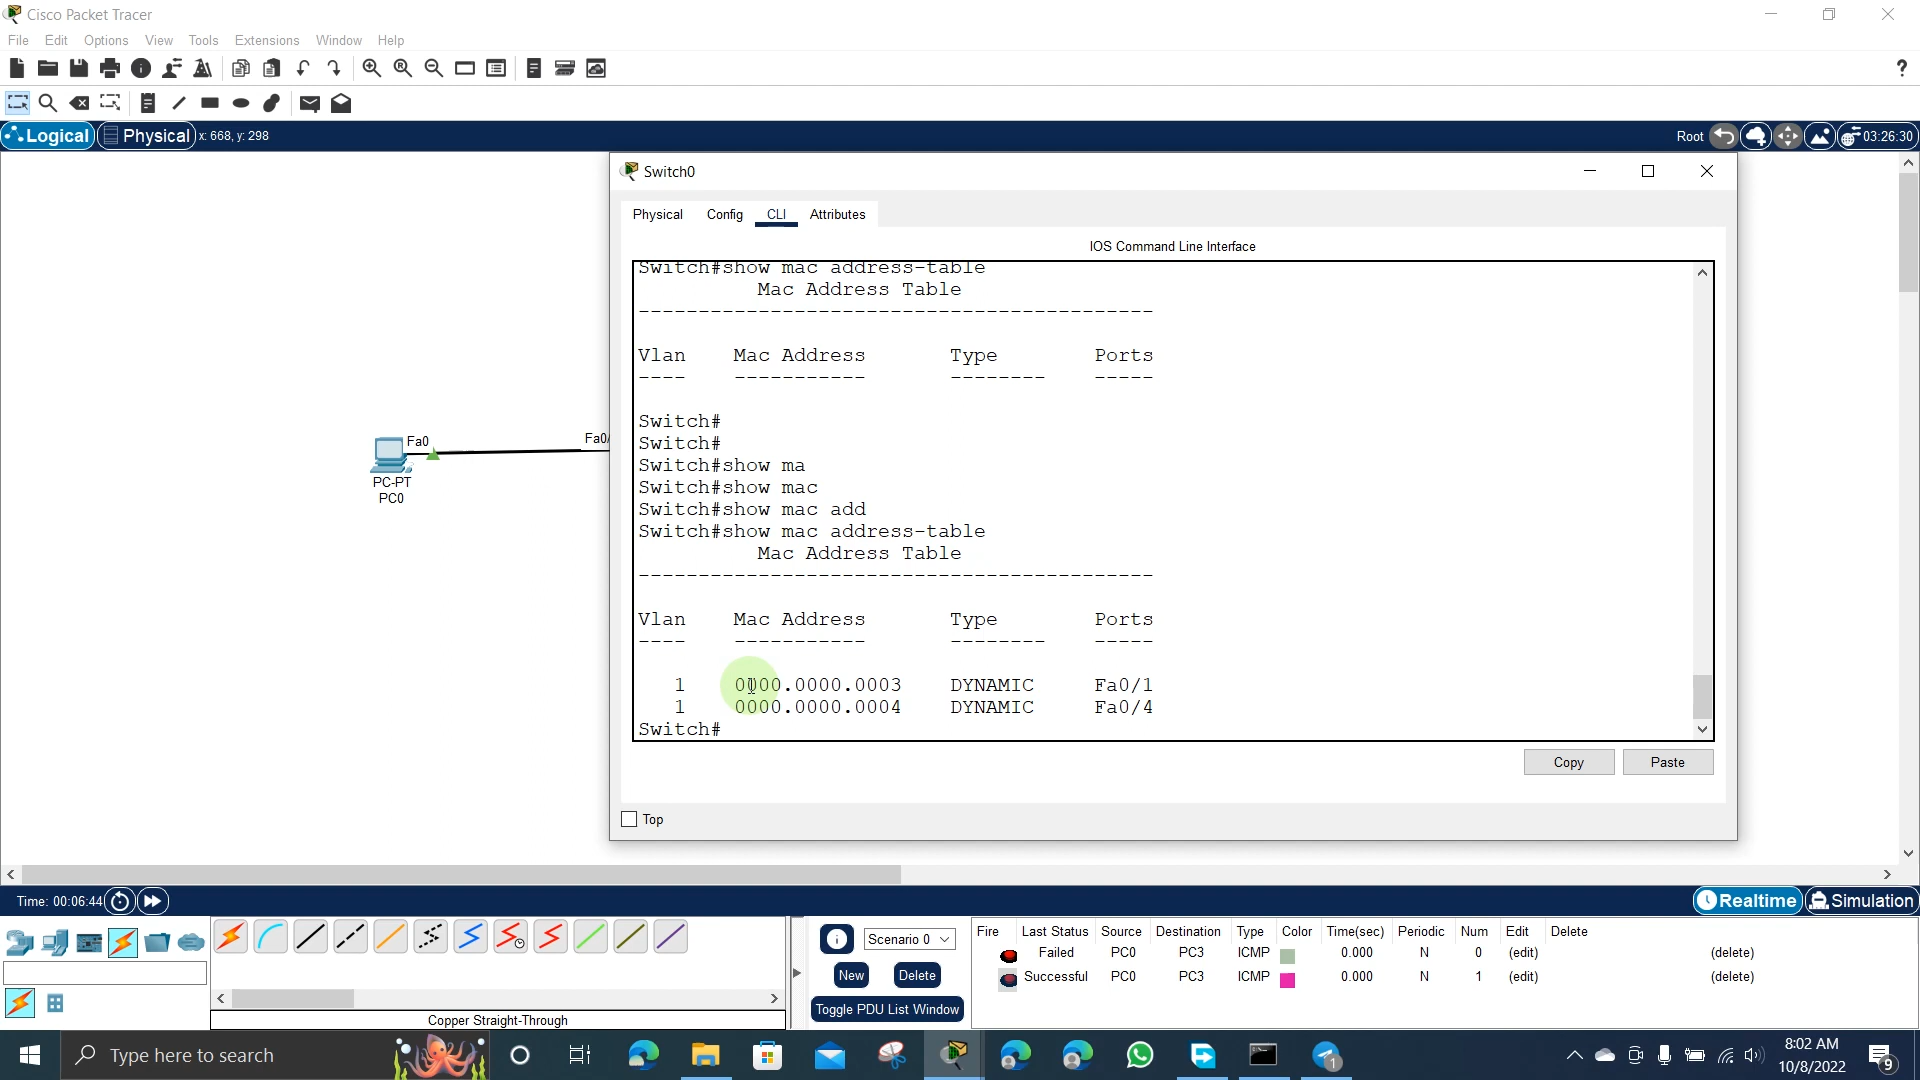 Cisco Packet Tracer
File Edit Options View Tools Extensions Window Help
?
Logical Physical x: 668, y: 298 Root 03:26:30
Switch0
Physical Config CLI Attributes
IOS Command Line Interface
Switch#show mac address-table
Mac Address Table
-------------------------------------------
Vlan Mac Address Type Ports
---- ----------- -------- -----
Switch#
Switch#
Switch#show ma
Switch#show mac
Switch#show mac add
Switch#show mac address-table
Mac Address Table
-------------------------------------------
Vlan Mac Address Type Ports
---- ----------- -------- -----
1 0000.0000.0003 DYNAMIC Fa0/1
1 0000.0000.0004 DYNAMIC Fa0/4
Switch#
Fa0
Fa0/
PC-PT
PC0
Copy Paste
Top
Time: 00:06:44 Realtime Simulation
Scenario 0
New Delete
Toggle PDU List Window
Copper Straight-Through
Fire Last Status Source Destination Type Color Time(sec) Periodic Num Edit Delete
Failed PC0 PC3 ICMP 0.000 N 0 (edit) (delete)
Successful PC0 PC3 ICMP 0.000 N 1 (edit) (delete)
Type here to search
1
8:02 AM
10/8/2022
9